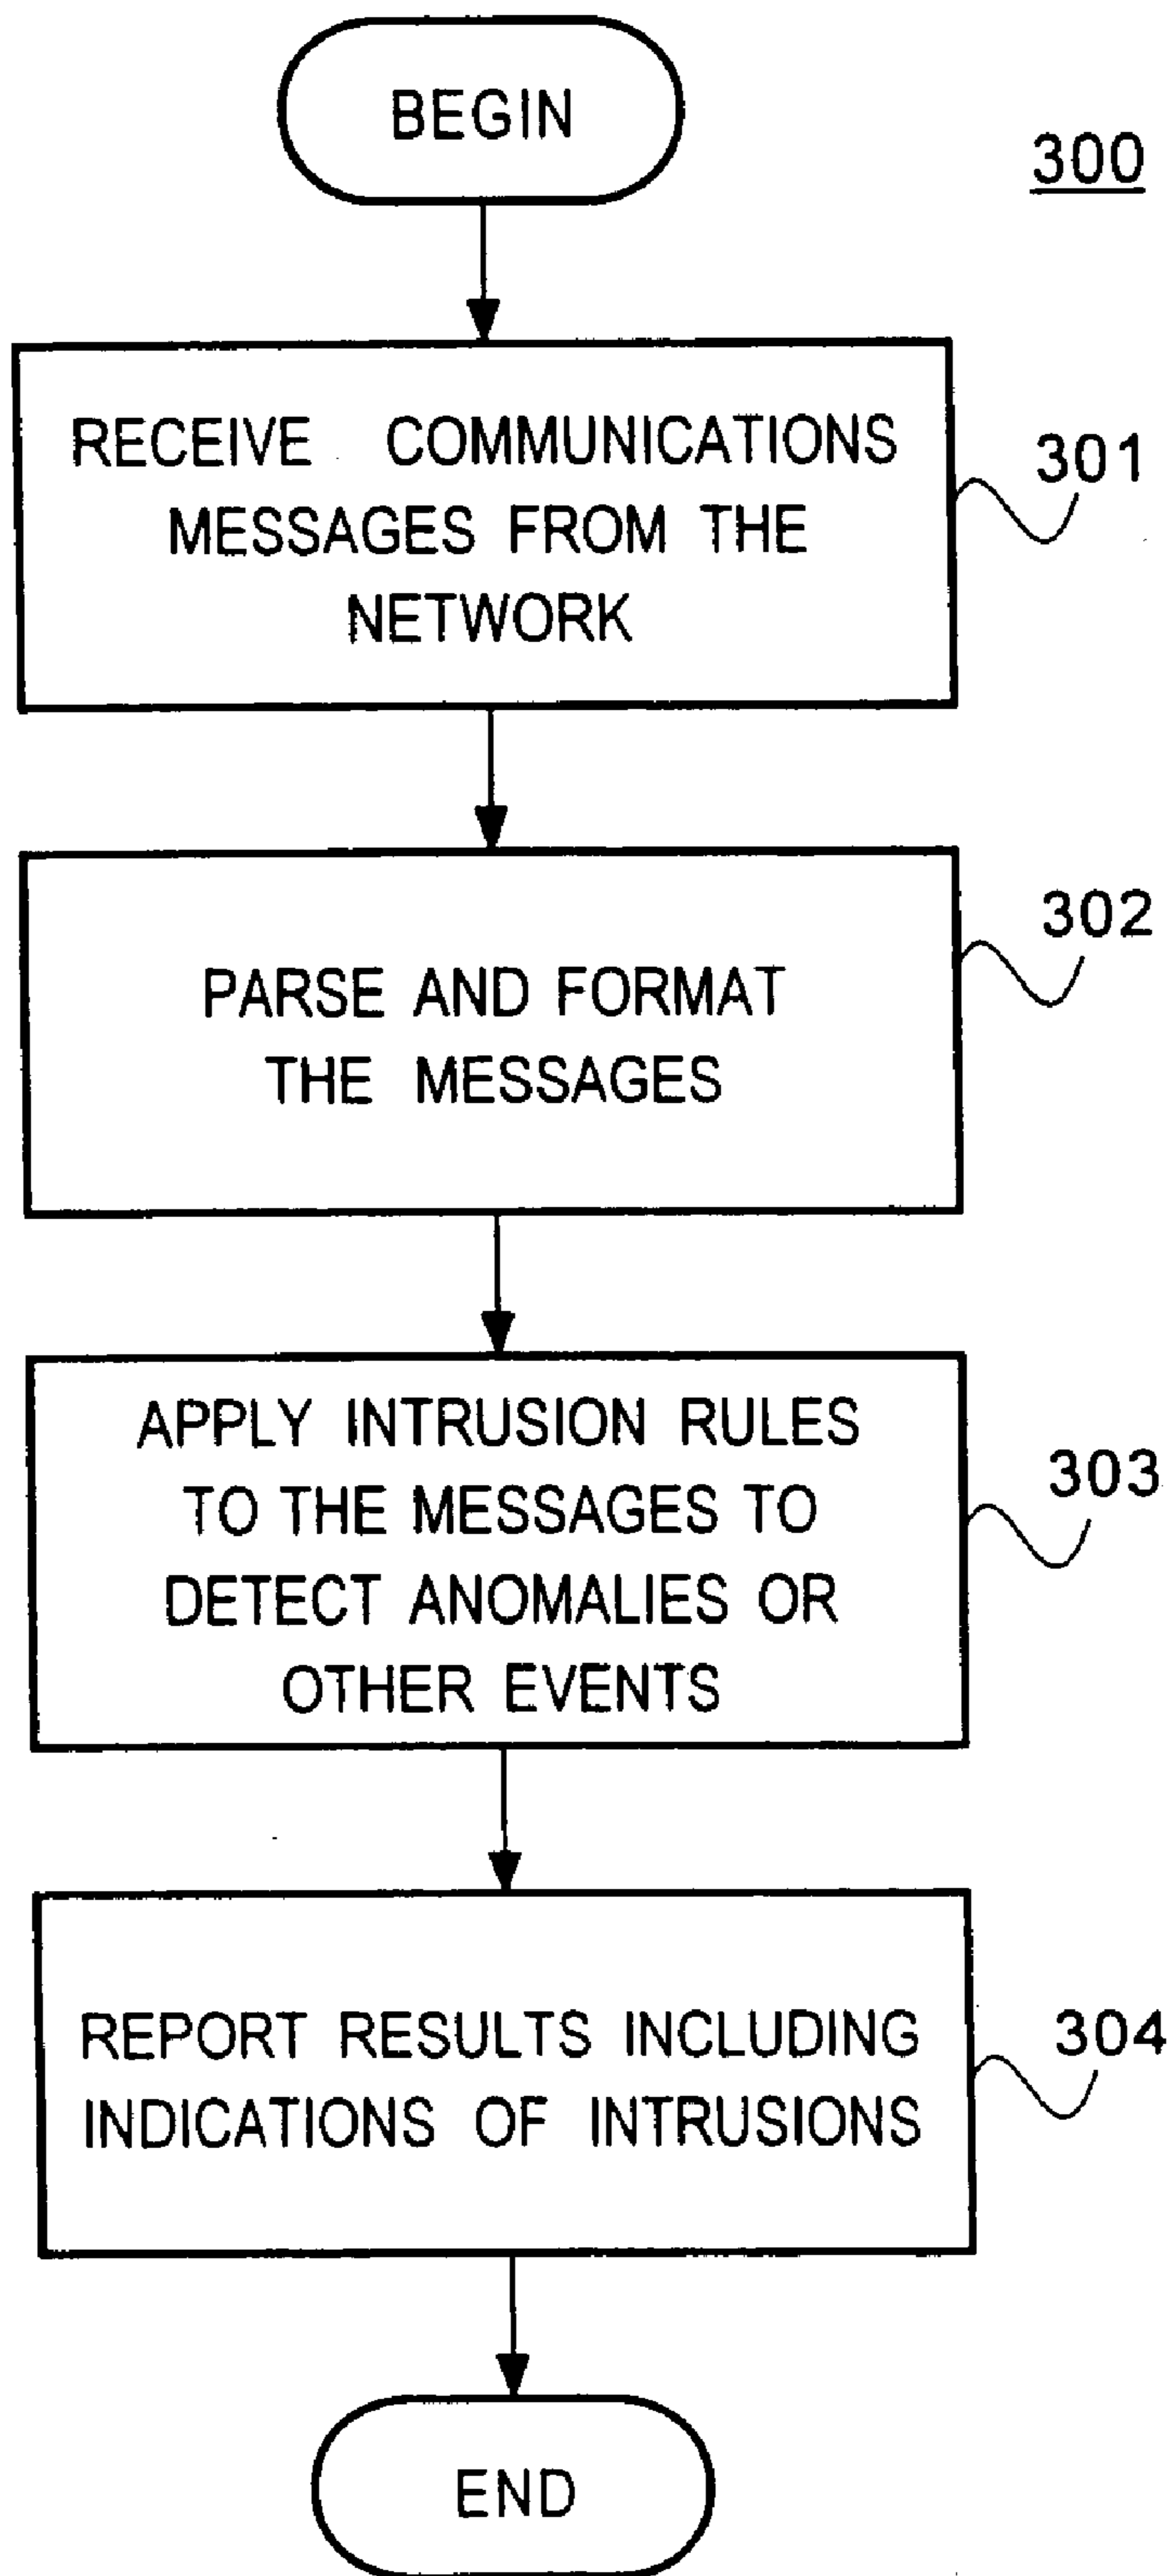 BEGIN
300
RECEIVE COMMUNICATIONS
MESSAGES FROM THE
NETWORK
301
PARSE AND FORMAT
THE MESSAGES
302
APPLY INTRUSION RULES
TO THE MESSAGES TO
DETECT ANOMALIES OR
OTHER EVENTS
303
REPORT RESULTS INCLUDING
INDICATIONS OF INTRUSIONS
304
END